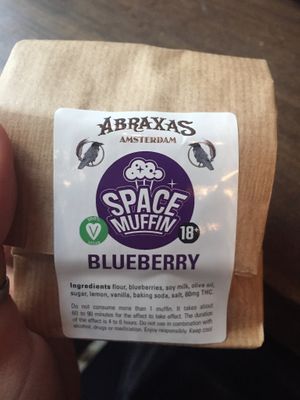 ABRAXAS
AMSTERDAM
SPACE
MUFFIN
18+
BLUEBERRY
Ingredients flour, blueberries, soy milk, olive oil,
sugar, lemon, vanilla, baking soda, salt, 60mg THC.
Do not consume more than 1 muffin. It takes about
60 to 90 minutes for the effect to take effect. The duration
of the effect is 4 to 8 hours. Do not use in combination with
alcohol, drugs or medication. Enjoy responsibly. Keep cool